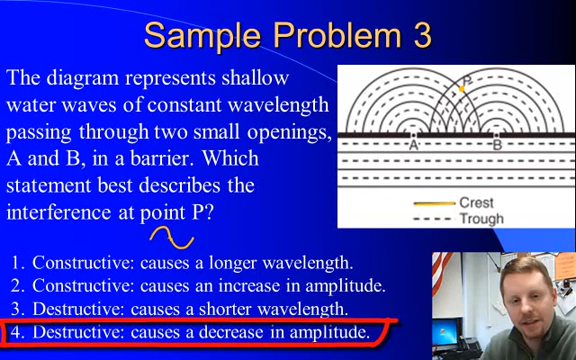 Sample Problem 3
The diagram represents shallow
water waves of constant wavelength
passing through two small openings,
A and B, in a barrier. Which
statement best describes the
interference at point P?
P
A B
Crest
Trough
1. Constructive: causes a longer wavelength.
2. Constructive: causes an increase in amplitude.
3. Destructive: causes a shorter wavelength.
4. Destructive: causes a decrease in amplitude.